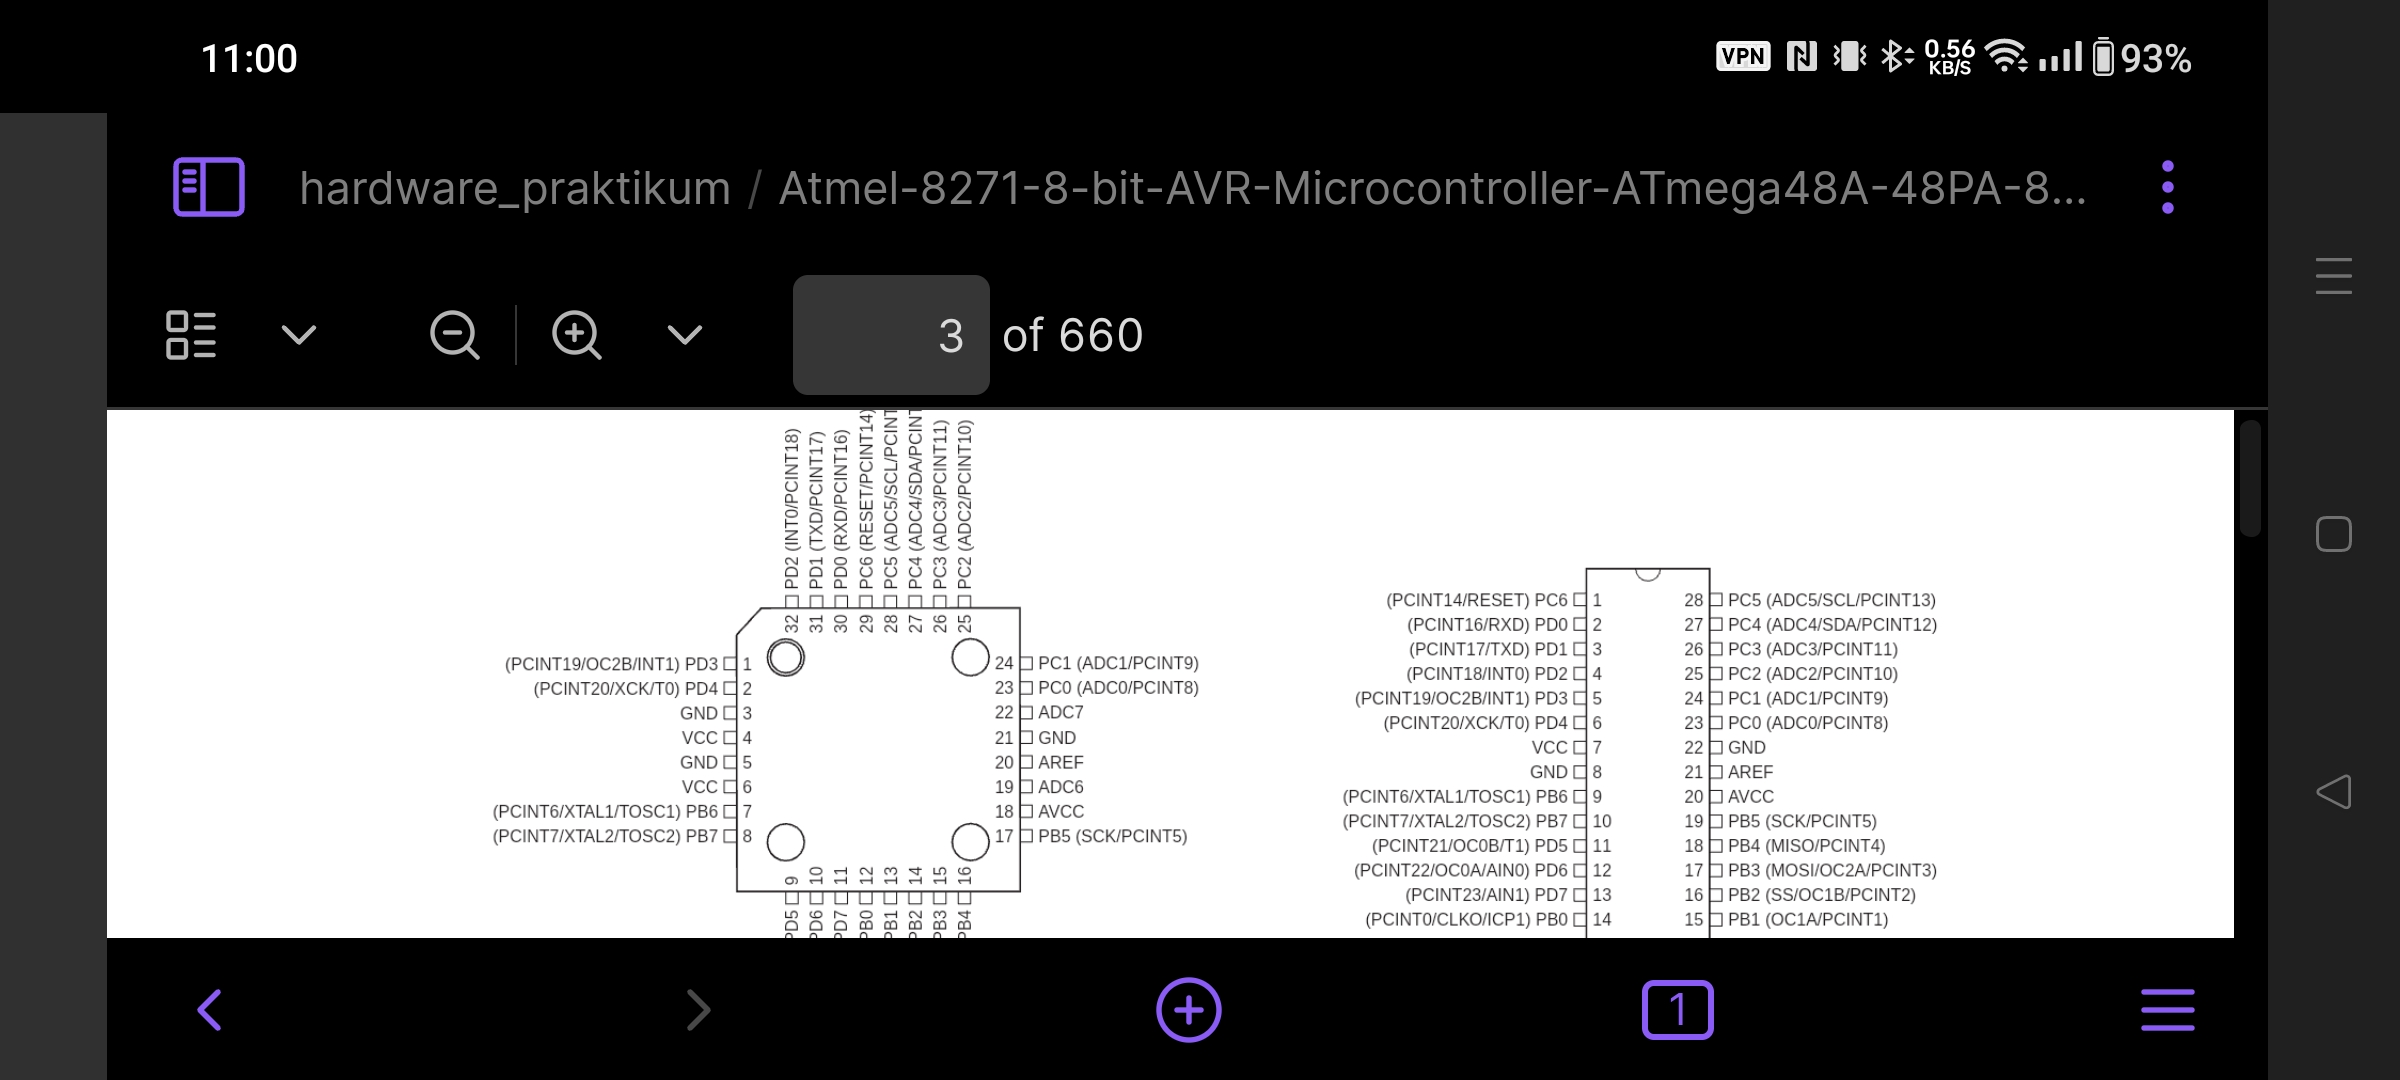 11:00
VPN
0.56
KB/S
93%
hardware_praktikum / Atmel-8271-8-bit-AVR-Microcontroller-ATmega48A-48PA-8...
3 of 660
PD2 (INT0/PCINT18)
PD1 (TXD/PCINT17)
PD0 (RXD/PCINT16)
PC6 (RESET/PCINT14)
PC5 (ADC5/SCL/PCINT
PC4 (ADC4/SDA/PCINT
PC3 (ADC3/PCINT11)
PC2 (ADC2/PCINT10)
32 31 30 29 28 27 26 25
(PCINT19/OC2B/INT1) PD3 1
(PCINT20/XCK/T0) PD4 2
GND 3
VCC 4
GND 5
VCC 6
(PCINT6/XTAL1/TOSC1) PB6 7
(PCINT7/XTAL2/TOSC2) PB7 8
24 PC1 (ADC1/PCINT9)
23 PC0 (ADC0/PCINT8)
22 ADC7
21 GND
20 AREF
19 ADC6
18 AVCC
17 PB5 (SCK/PCINT5)
9 10 11 12 13 14 15 16
PD5
PD6
PD7
PB0
PB1
PB2
PB3
PB4
(PCINT14/RESET) PC6 1
(PCINT16/RXD) PD0 2
(PCINT17/TXD) PD1 3
(PCINT18/INT0) PD2 4
(PCINT19/OC2B/INT1) PD3 5
(PCINT20/XCK/T0) PD4 6
VCC 7
GND 8
(PCINT6/XTAL1/TOSC1) PB6 9
(PCINT7/XTAL2/TOSC2) PB7 10
(PCINT21/OC0B/T1) PD5 11
(PCINT22/OC0A/AIN0) PD6 12
(PCINT23/AIN1) PD7 13
(PCINT0/CLKO/ICP1) PB0 14
28 PC5 (ADC5/SCL/PCINT13)
27 PC4 (ADC4/SDA/PCINT12)
26 PC3 (ADC3/PCINT11)
25 PC2 (ADC2/PCINT10)
24 PC1 (ADC1/PCINT9)
23 PC0 (ADC0/PCINT8)
22 GND
21 AREF
20 AVCC
19 PB5 (SCK/PCINT5)
18 PB4 (MISO/PCINT4)
17 PB3 (MOSI/OC2A/PCINT3)
16 PB2 (SS/OC1B/PCINT2)
15 PB1 (OC1A/PCINT1)
1